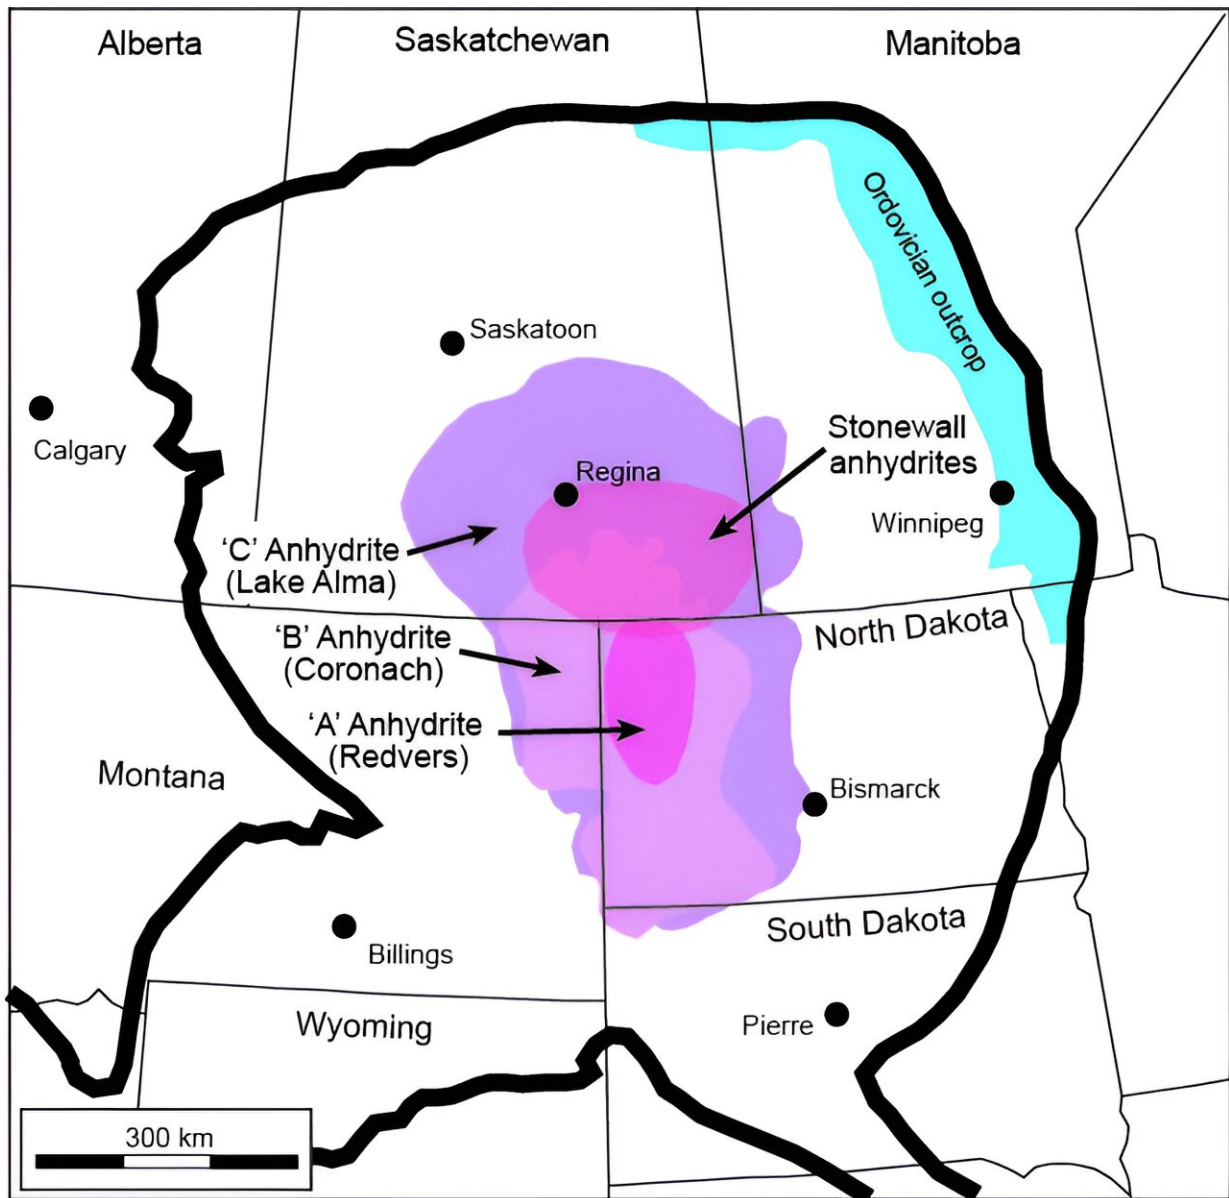 Alberta
Saskatchewan
Manitoba
Ordovician outcrop
Saskatoon
Calgary
Stonewall
anhydrites
Regina
Winnipeg
‘C’ Anhydrite
(Lake Alma)
North Dakota
‘B’ Anhydrite
(Coronach)
‘A’ Anhydrite
(Redvers)
Montana
Bismarck
South Dakota
Billings
Wyoming
Pierre
300 km